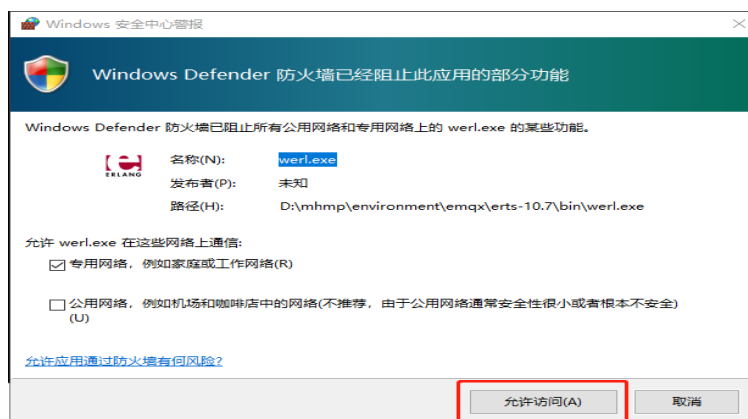 Windows 安全中心警报
Windows Defender 防火墙已经阻止此应用的部分功能
Windows Defender 防火墙已阻止所有公用网络和专用网络上的 werl.exe 的某些功能。
ERLANG
名称(N): werl.exe
发布者(P): 未知
路径(H): D:\mhmp\environment\emqx\erts-10.7\bin\werl.exe
允许 werl.exe 在这些网络上通信:
专用网络，例如家庭或工作网络(R)
公用网络，例如机场和咖啡店中的网络(不推荐，由于公用网络通常安全性很小或者根本不安全)
(U)
允许应用通过防火墙有何风险?
允许访问(A) 取消